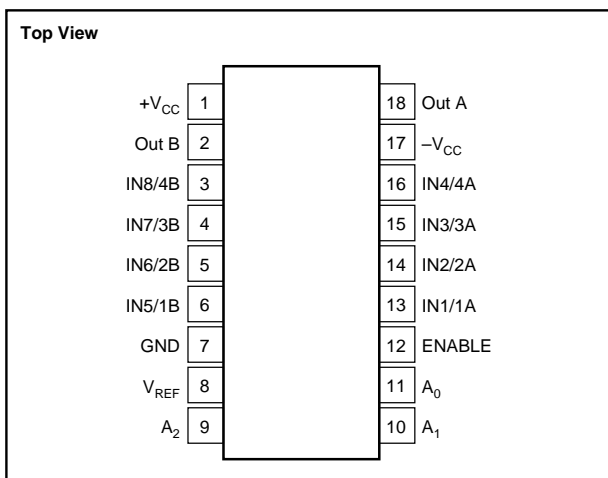 Top View
+VCC 1 18 Out A
Out B 2 17 –VCC
IN8/4B 3 16 IN4/4A
IN7/3B 4 15 IN3/3A
IN6/2B 5 14 IN2/2A
IN5/1B 6 13 IN1/1A
GND 7 12 ENABLE
VREF 8 11 A0
A2 9 10 A1